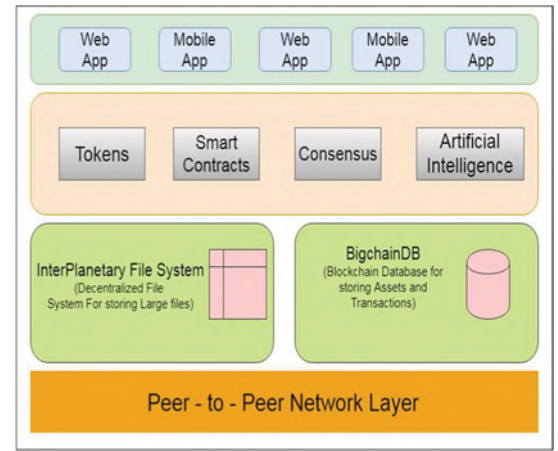 Web
App
Mobile
App
Web
App
Mobile
App
Web
App
Tokens
Smart
Contracts
Consensus
Artificial
Intelligence
InterPlanetary File System
(Decentralized File
System For storing Large files)
BigchainDB
(Blockchain Database for
storing Assets and
Transactions)
Peer - to - Peer Network Layer